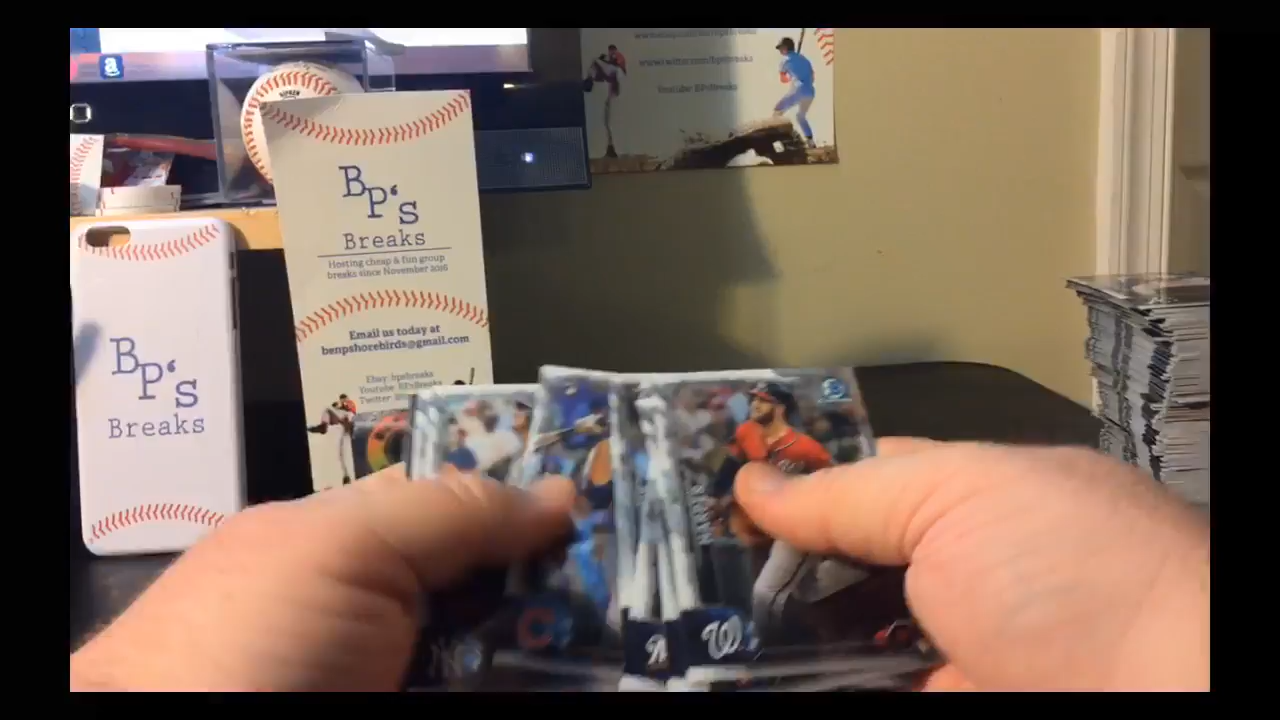 www.twitter.com/bpsbreaks
Youtube: BPsBreaks
BP's
Breaks
Hosting cheap & fun group
breaks since November 2016
Email us today at
benpshorebirds@gmail.com
Ebay: bpsbreaks
Youtube: BPsBreaks
Twitter
BP's
Breaks
W